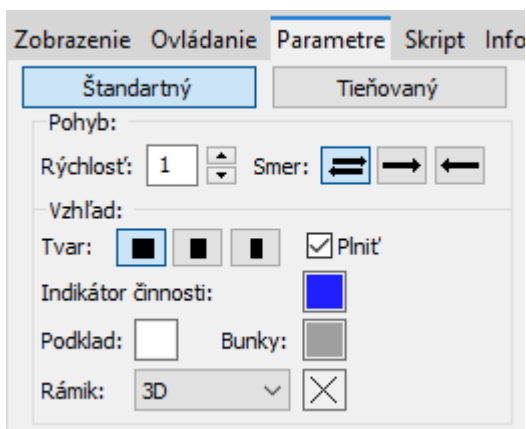 Zobrazenie Ovládanie Parametre Skript Info
Štandartný Tieňovaný
Pohyb:
Rýchlosť: 1 Smer:
Vzhľad:
Tvar: Plniť
Indikátor činnosti:
Podklad: Bunky:
Rámik: 3D